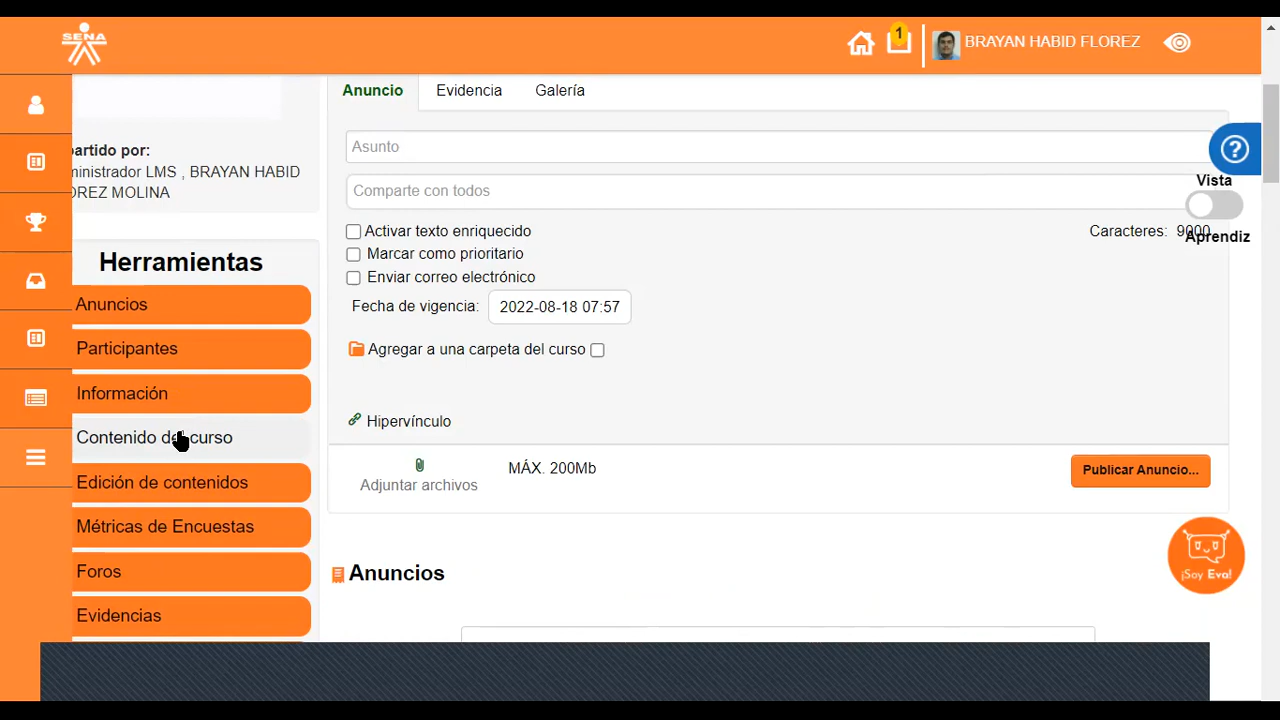 SENA
1
BRAYAN HABID FLOREZ
Anuncio
Evidencia
Galería
partido por:
ministrador LMS , BRAYAN HABID
OREZ MOLINA
Asunto
Comparte con todos
Activar texto enriquecido
Caracteres: 9000
Marcar como prioritario
Enviar correo electrónico
Fecha de vigencia: 2022-08-18 07:57
Agregar a una carpeta del curso
Hipervínculo
Adjuntar archivos
MÁX. 200Mb
Publicar Anuncio...
Anuncios
Herramientas
Anuncios
Participantes
Información
Contenido del curso
Edición de contenidos
Métricas de Encuestas
Foros
Evidencias
Vista
Aprendiz
¡Soy Eva!